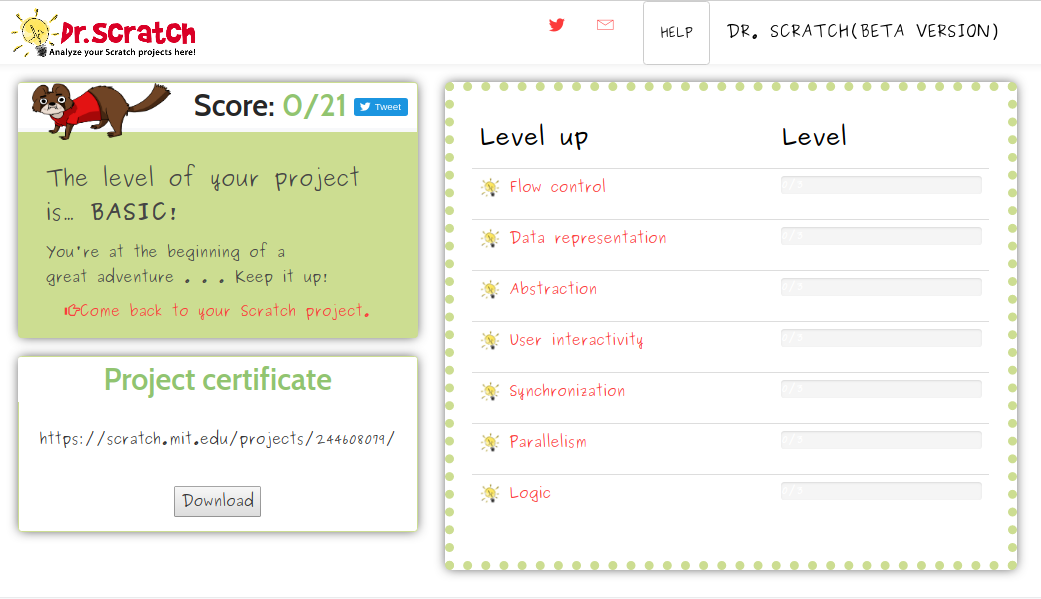 Dr.Scratch
Analyze your Scratch projects here!
HELP
DR. SCRATCH(BETA VERSION)
Score: 0/21
Tweet
The level of your project
is... BASIC!
You're at the beginning of a
great adventure . . . Keep it up!
Come back to your Scratch project.
Project certificate
https://scratch.mit.edu/projects/244608079/
Download
Level up Level
Flow control 0/3
Data representation 0/3
Abstraction 0/3
User interactivity 0/3
Synchronization 0/3
Parallelism 0/3
Logic 0/3